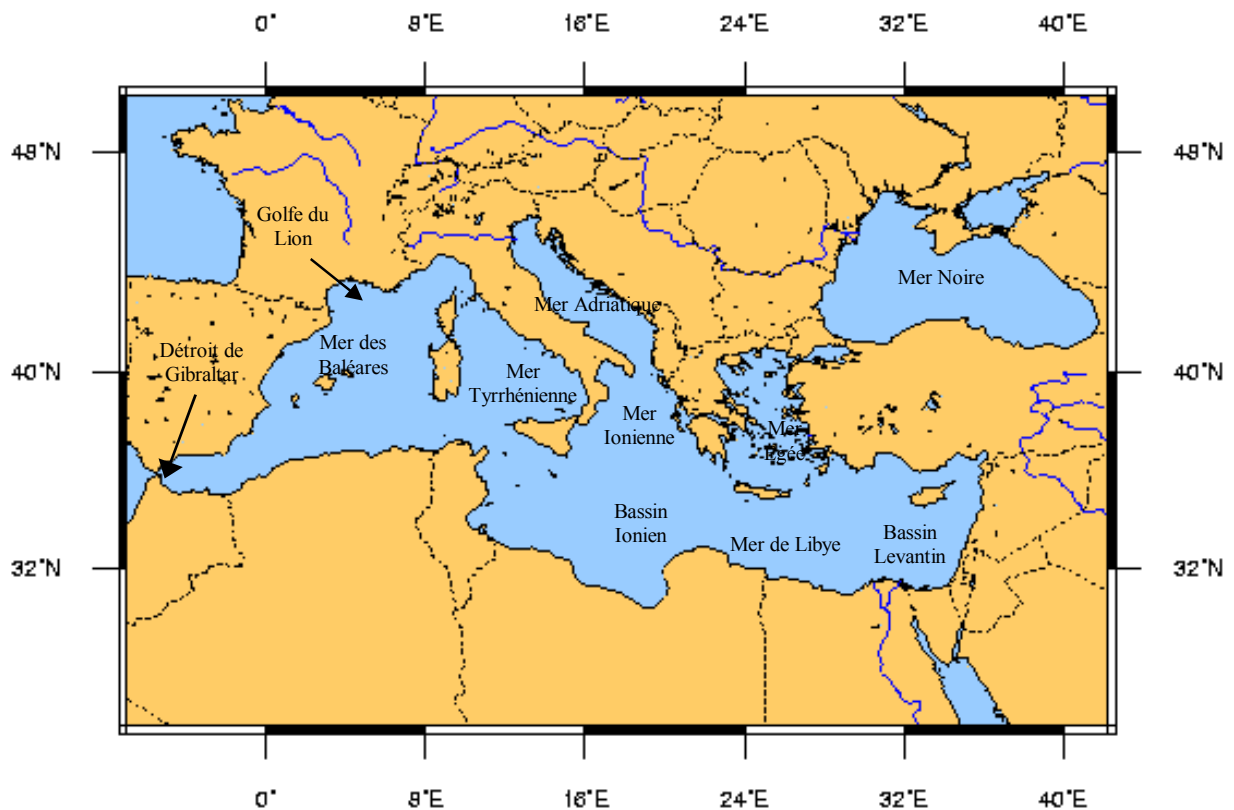 0° 8°E 16°E 24°E 32°E 40°E
48°N 48°N
Golfe du
Lion
Mer Noire
Mer Adriatique
Détroit de
Gibraltar
Mer des
Baléares
40°N 40°N
Mer
Tyrrhénienne
Mer
Ionienne
Mer
Egée
Bassin
Ionien
Mer de Libye
Bassin
Levantin
32°N 32°N
0° 8°E 16°E 24°E 32°E 40°E